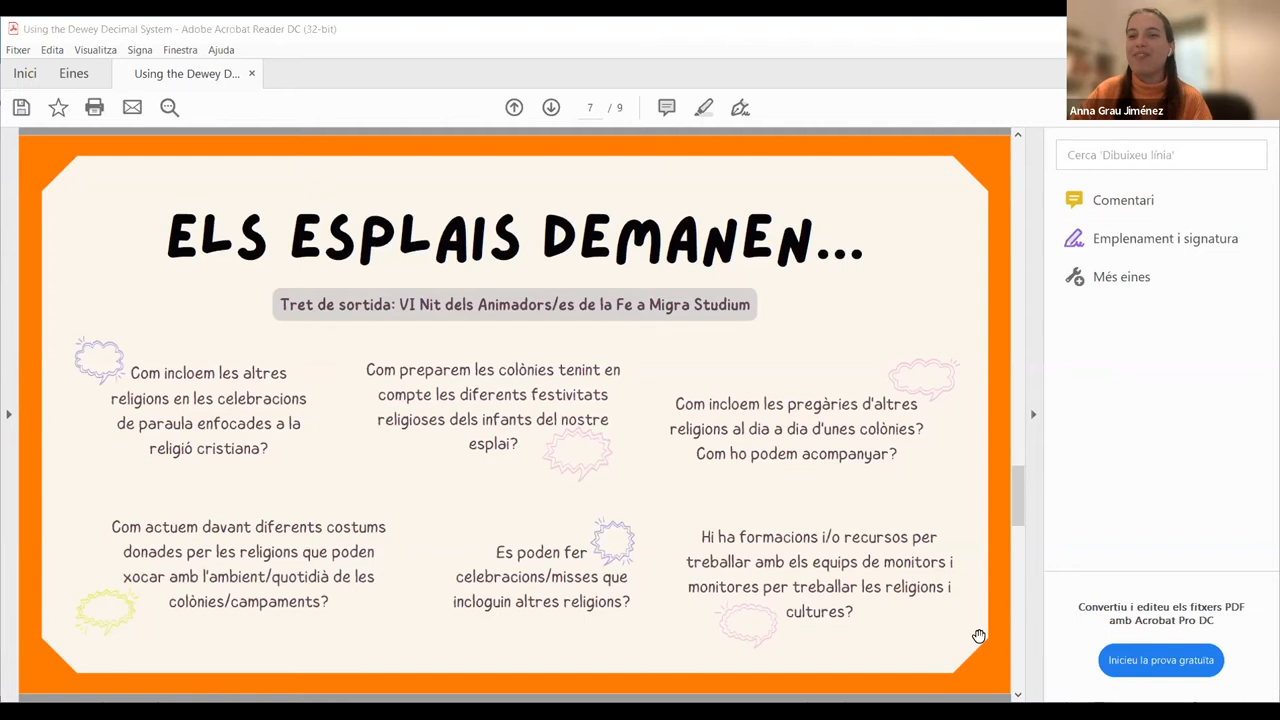 Using the Dewey Decimal System - Adobe Acrobat Reader DC (32-bit)
Fitxer Edita Visualitza Signa Finestra Ajuda
Inici Eines Using the Dewey D... ×
7 / 9
Anna Grau Jiménez
Cerca 'Dibuixeu línia'
Comentari
Emplenament i signatura
Més eines
ELS ESPLAIS DEMANEN...
Tret de sortida: VI Nit dels Animadors/es de la Fe a Migra Studium
Com incloem les altres
religions en les celebracions
de paraula enfocades a la
religió cristiana?
Com preparem les colònies tenint en
compte les diferents festivitats
religioses dels infants del nostre
esplai?
Com incloem les pregàries d'altres
religions al dia a dia d'unes colònies?
Com ho podem acompanyar?
Com actuem davant diferents costums
donades per les religions que poden
xocar amb l'ambient/quotidià de les
colònies/campaments?
Es poden fer
celebracions/misses que
incloguin altres religions?
Hi ha formacions i/o recursos per
treballar amb els equips de monitors i
monitores per treballar les religions i
cultures?
Convertiu i editeu els fitxers PDF
amb Acrobat Pro DC
Inicieu la prova gratuïta